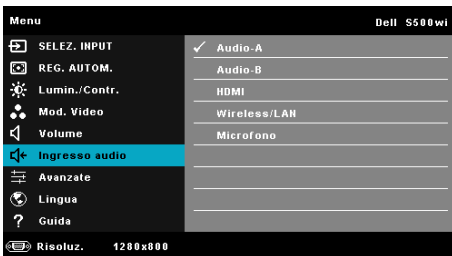 Menu Dell S500wi
SELEZ. INPUT
REG. AUTOM.
Lumin./Contr.
Mod. Video
Volume
Ingresso audio
Avanzate
Lingua
Guida
Audio-A
Audio-B
HDMI
Wireless/LAN
Microfono
Risoluz. 1280x800